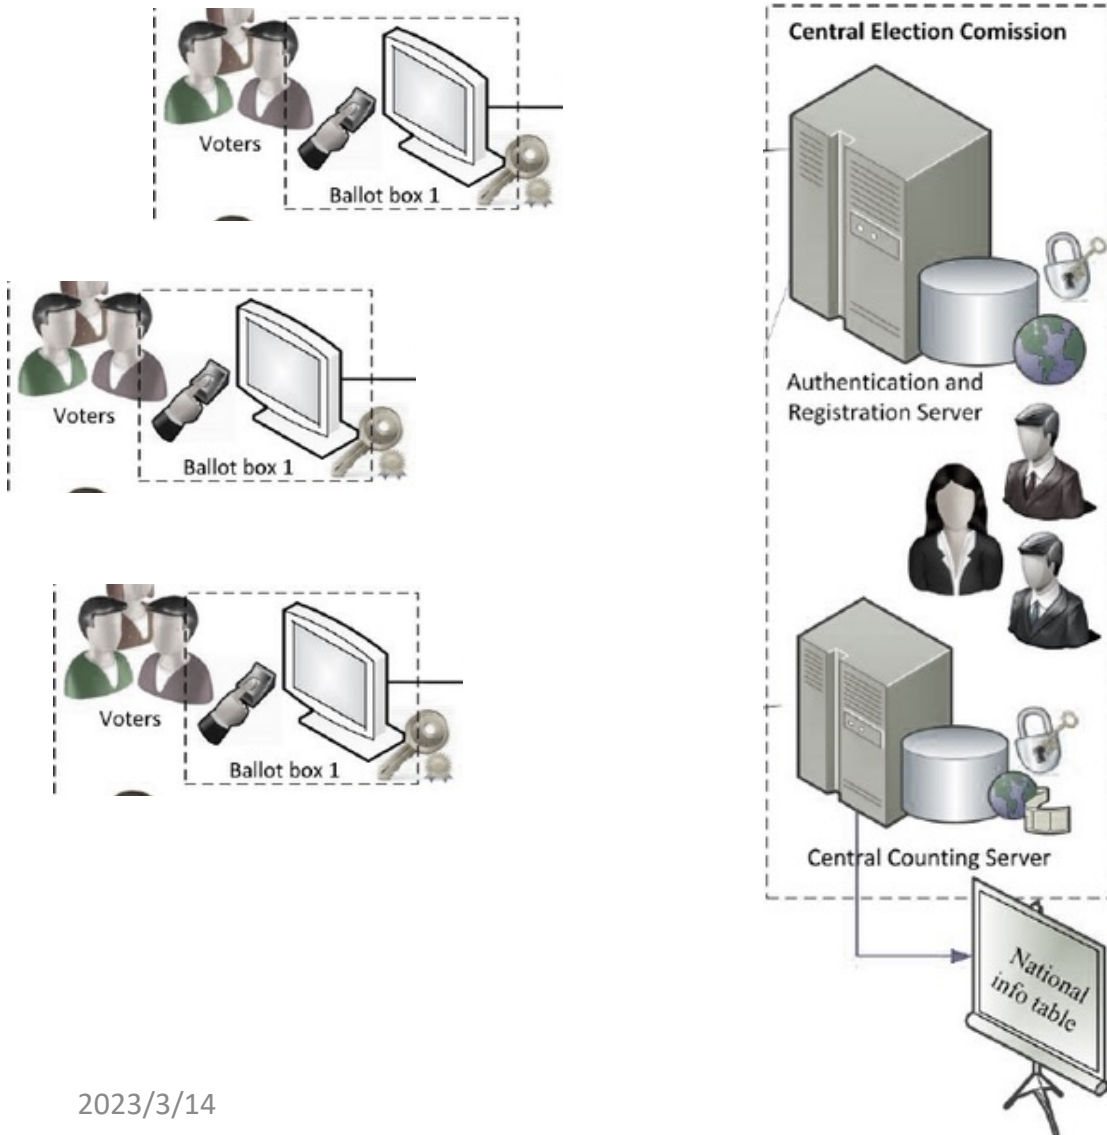 Voters
Ballot box 1
Voters
Ballot box 1
Voters
Ballot box 1
Central Election Comission
Authentication and
Registration Server
Central Counting Server
National
info table
2023/3/14